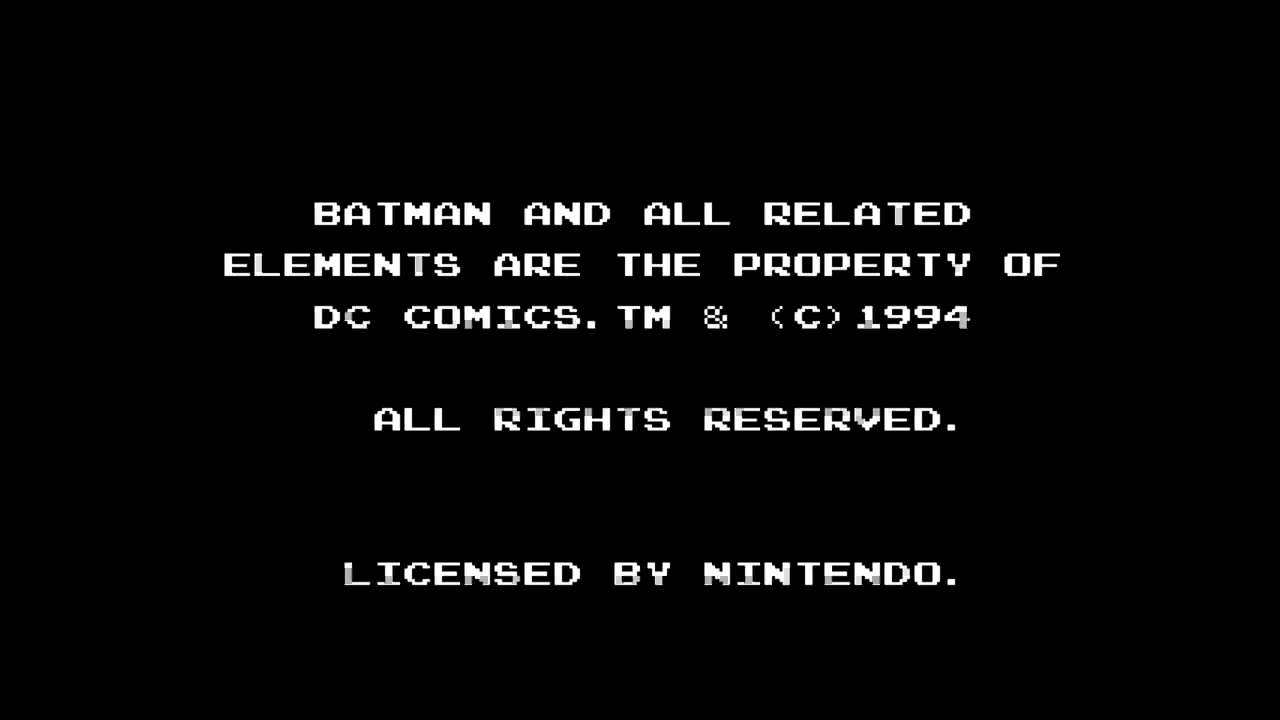 BATMAN AND ALL RELATED
ELEMENTS ARE THE PROPERTY OF
DC COMICS.TM & (C)1994
ALL RIGHTS RESERVED.
LICENSED BY NINTENDO.